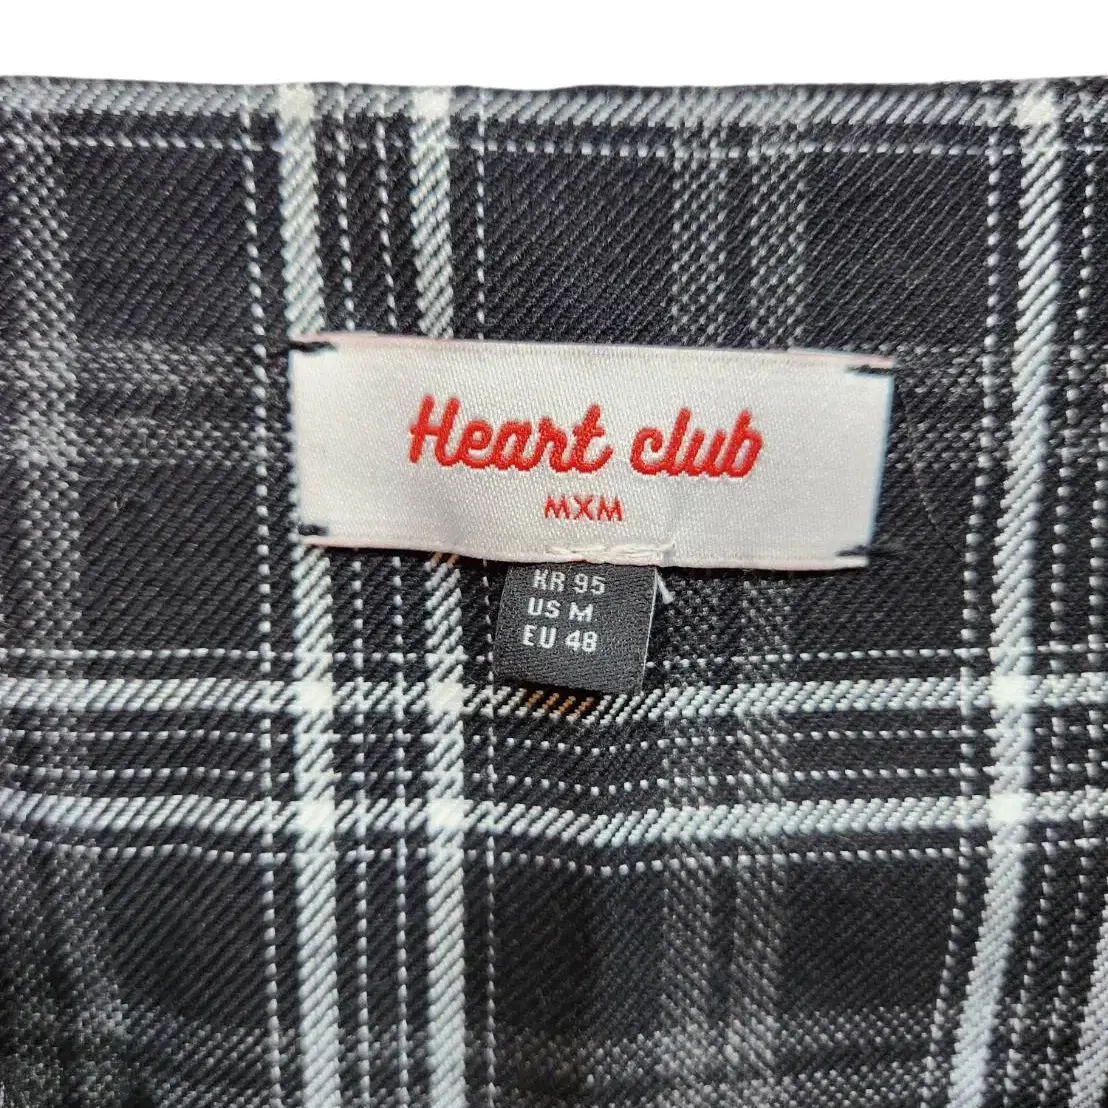 Heart club
MXM
KR 95
US M
EU 48